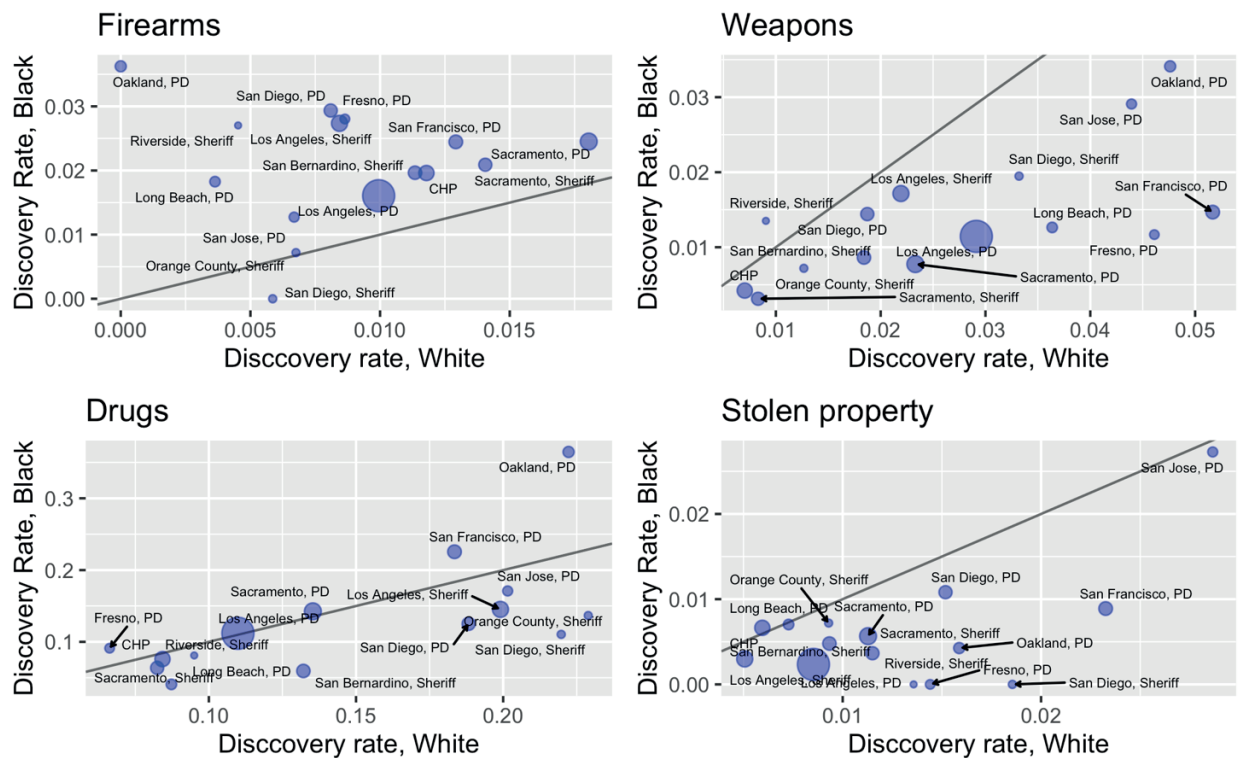 Firearms
Discovery Rate, Black
0.03
0.02
0.01
0.00
Oakland, PD
San Diego, PD
Fresno, PD
Riverside, Sheriff
Los Angeles, Sheriff
San Francisco, PD
San Bernardino, Sheriff
Sacramento, PD
CHP
Sacramento, Sheriff
Long Beach, PD
Los Angeles, PD
San Jose, PD
Orange County, Sheriff
San Diego, Sheriff
0.000
0.005
0.010
0.015
Disccovery rate, White
Weapons
Discovery Rate, Black
0.03
0.02
0.01
Oakland, PD
San Jose, PD
San Diego, Sheriff
Los Angeles, Sheriff
San Francisco, PD
Riverside, Sheriff
Long Beach, PD
San Diego, PD
San Bernardino, Sheriff
Los Angeles, PD
Fresno, PD
CHP
Orange County, Sheriff
Sacramento, PD
Sacramento, Sheriff
0.01
0.02
0.03
0.04
0.05
Disccovery rate, White
Drugs
Discovery Rate, Black
0.3
0.2
0.1
Oakland, PD
San Francisco, PD
San Jose, PD
Sacramento, PD
Los Angeles, Sheriff
Fresno, PD
Los Angeles, PD
Orange County, Sheriff
CHP
Riverside, Sheriff
San Diego, PD
San Diego, Sheriff
Long Beach, PD
Sacramento, Sheriff
San Bernardino, Sheriff
0.10
0.15
0.20
Disccovery rate, White
Stolen property
Discovery Rate, Black
0.02
0.01
0.00
San Jose, PD
Orange County, Sheriff
San Diego, PD
San Francisco, PD
Long Beach, PD
Sacramento, PD
Sacramento, Sheriff
CHP
Oakland, PD
San Bernardino, Sheriff
Riverside, Sheriff
Fresno, PD
Los Angeles, Sheriff
Los Angeles, PD
San Diego, Sheriff
0.01
0.02
Disccovery rate, White